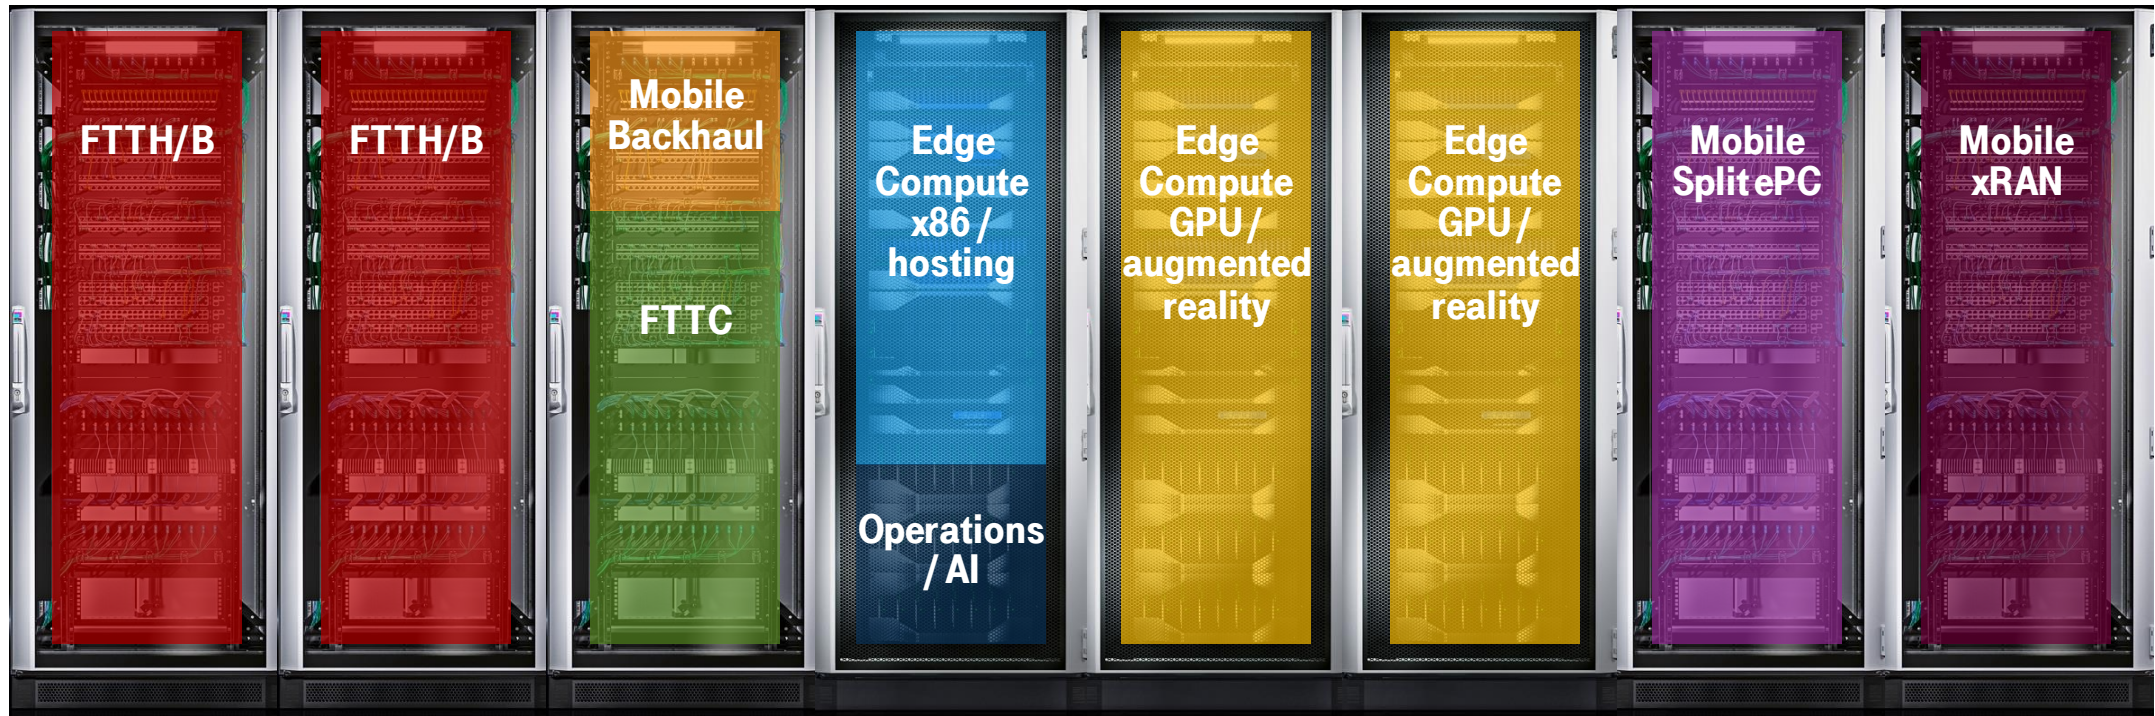 FTTH/B
FTTH/B
Mobile
Backhaul
FTTC
Edge
Compute
x86 /
hosting
Operations
/ AI
Edge
Compute
GPU /
augmented
reality
Edge
Compute
GPU /
augmented
reality
Mobile
Split ePC
Mobile
xRAN